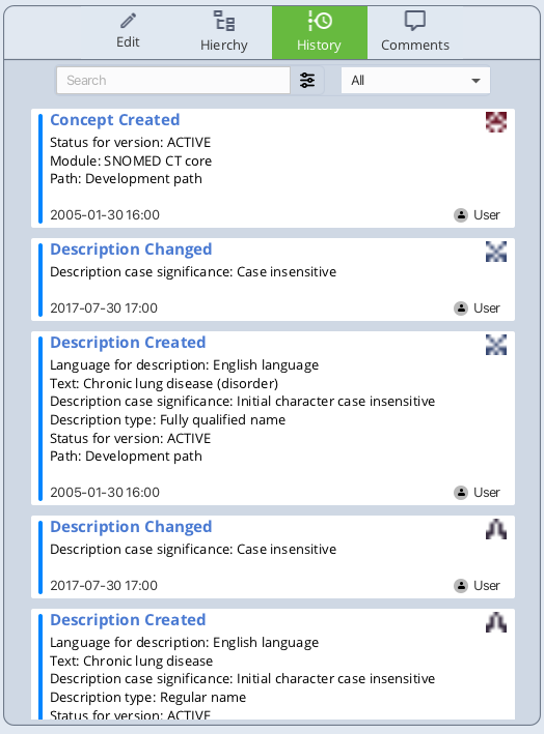 Edit
Hierchy
History
Comments
Search
All
Concept Created
Status for version: ACTIVE
Module: SNOMED CT core
Path: Development path
2005-01-30 16:00
User
Description Changed
Description case significance: Case insensitive
2017-07-30 17:00
User
Description Created
Language for description: English language
Text: Chronic lung disease (disorder)
Description case significance: Initial character case insensitive
Description type: Fully qualified name
Status for version: ACTIVE
Path: Development path
2005-01-30 16:00
User
Description Changed
Description case significance: Case insensitive
2017-07-30 17:00
User
Description Created
Language for description: English language
Text: Chronic lung disease
Description case significance: Initial character case insensitive
Description type: Regular name
Status for version: ACTIVE